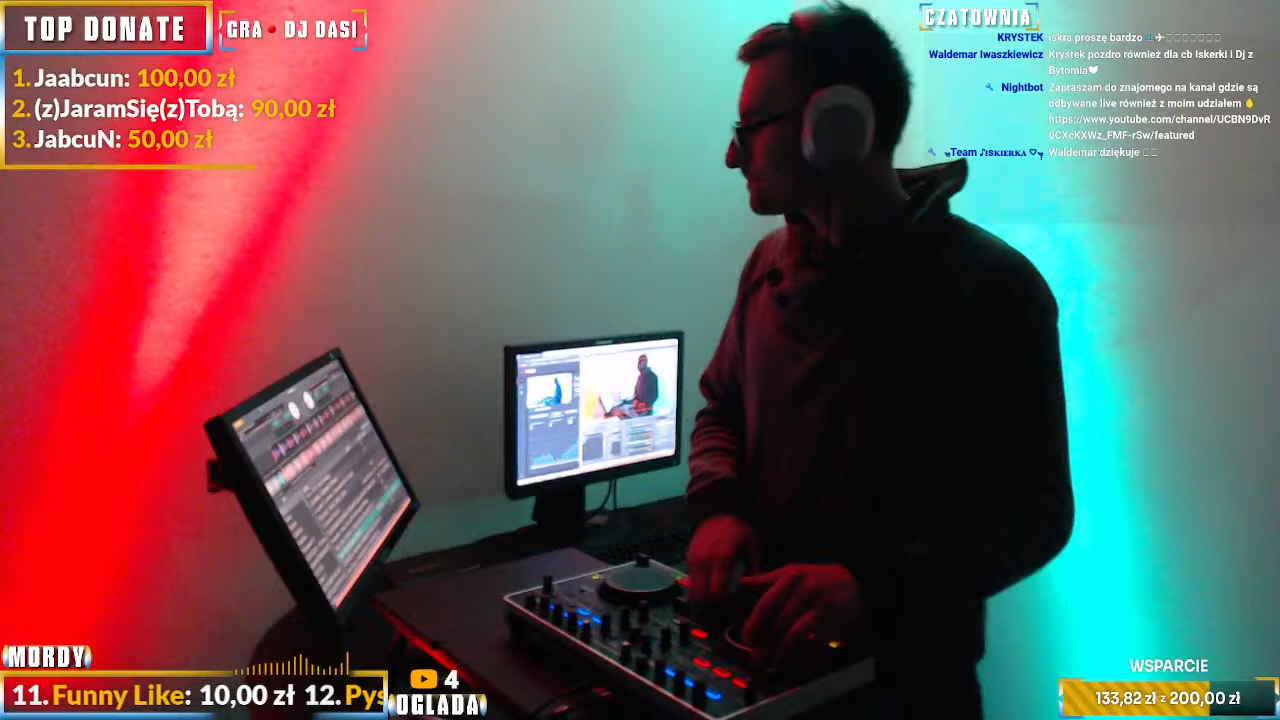 TOP DONATE
GRA • DJ DASI
1. Jaabcun: 100,00 zł
2. (z)JaramSię(z)Tobą: 90,00 zł
3. JabcuN: 50,00 zł
CZATOWNIA
KRYSTEK iskra proszę bardzo
Waldemar Iwaszkiewicz Krystek pozdro również dla cb Iskerki i Dj z
Bytomia
Nightbot Zapraszam do znajomego na kanał gdzie są
odbywane live również z moim udziałem
https://www.youtube.com/channel/UCBN9DvR
0CXcKXWz_FMF-rSw/featured
Team ♪ıskıerka ♡ Waldemar dziękuje
MORDY
11. Funny Like: 10,00 zł 12. Pys
4
OGLĄDA
WSPARCIE
133,82 zł z 200,00 zł